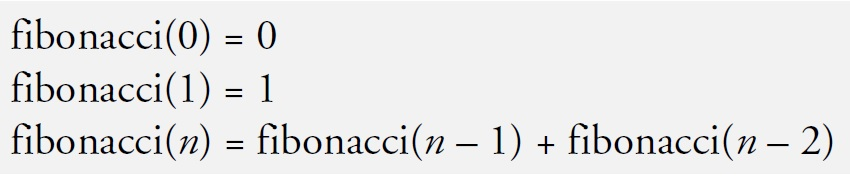 fibonacci(0) = 0
fibonacci(1) = 1
fibonacci(n) = fibonacci(n – 1) + fibonacci(n – 2)